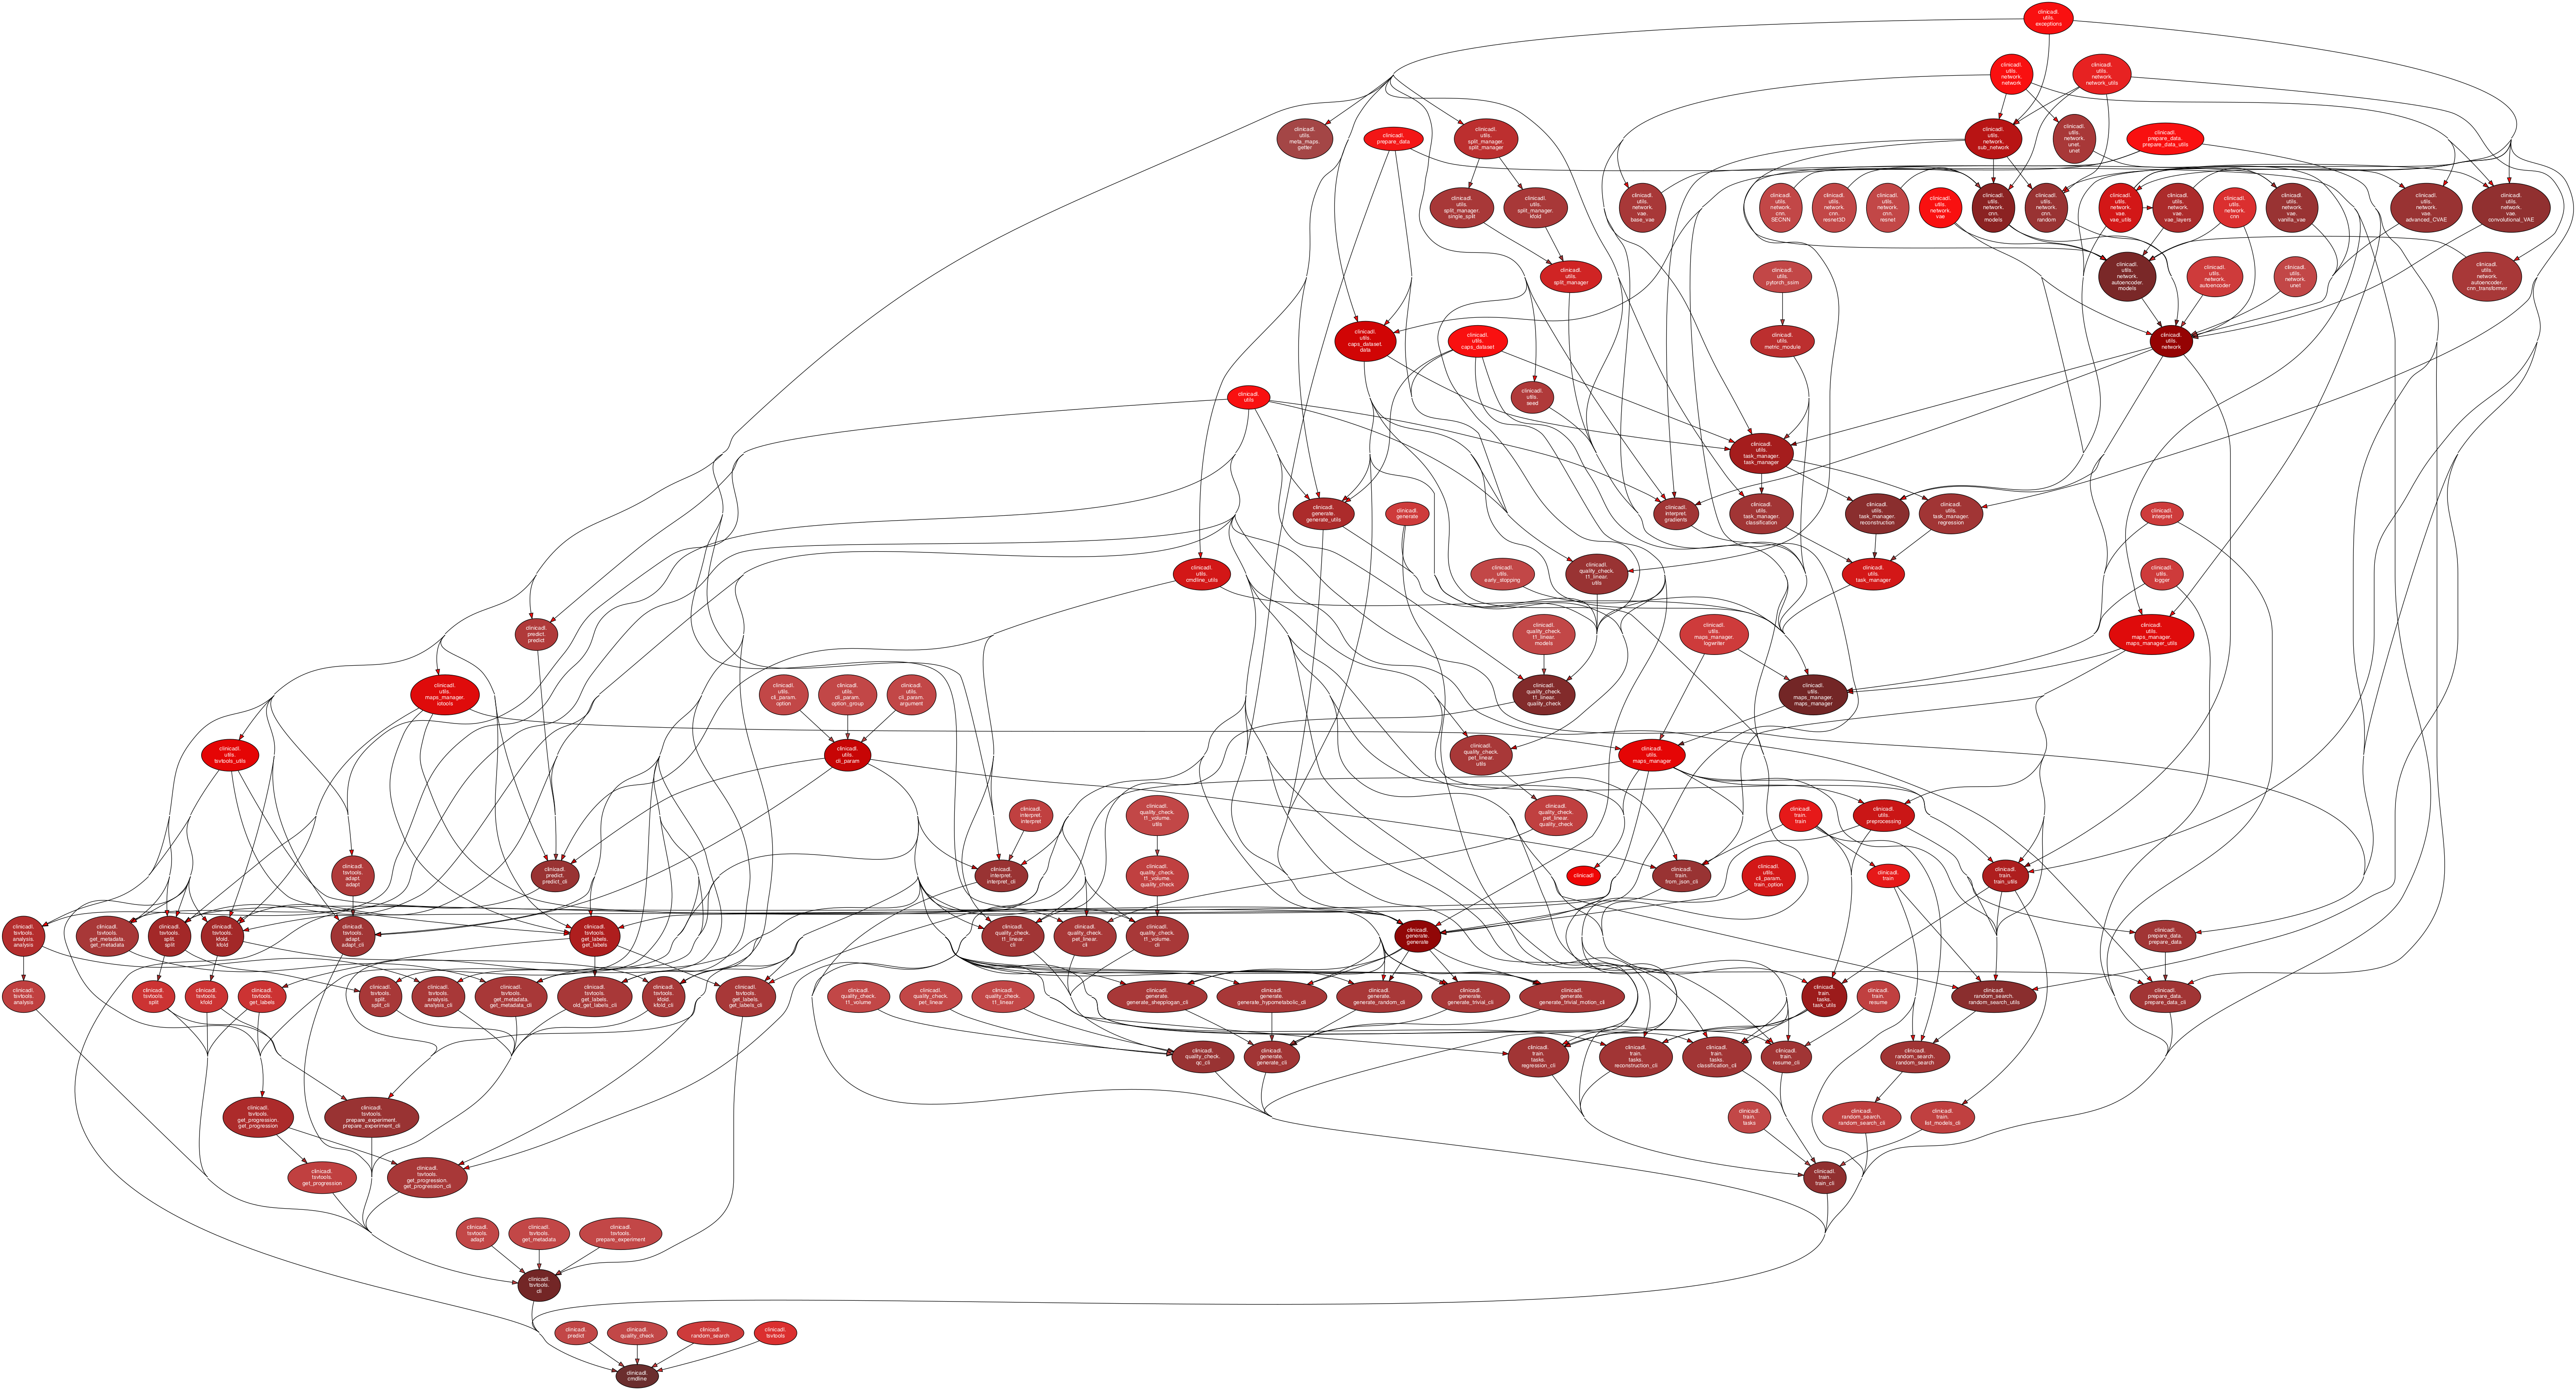 clinicadl.
utils.
exceptions
clinicadl.
utils.
network.
network
clinicadl.
utils.
network.
network_utils
clinicadl.
utils.
meta_maps.
getter
clinicadl.
prepare_data
clinicadl.
utils.
split_manager.
split_manager
clinicadl.
utils.
network.
sub_network
clinicadl.
utils.
network.
unet.
unet
clinicadl.
prepare_data.
prepare_data_utils
clinicadl.
utils.
split_manager.
single_split
clinicadl.
utils.
split_manager.
kfold
clinicadl.
utils.
network.
vae.
base_vae
clinicadl.
utils.
network.
cnn.
SECNN
clinicadl.
utils.
network.
cnn.
resnet3D
clinicadl.
utils.
network.
cnn.
resnet
clinicadl.
utils.
network.
vae
clinicadl.
utils.
network.
cnn.
models
clinicadl.
utils.
network.
cnn.
random
clinicadl.
utils.
network.
vae.
vae_utils
clinicadl.
utils.
network.
vae.
vae_layers
clinicadl.
utils.
network.
cnn
clinicadl.
utils.
network.
vae.
vanilla_vae
clinicadl.
utils.
network.
vae.
advanced_CVAE
clinicadl.
utils.
network.
vae.
convolutional_VAE
clinicadl.
utils.
split_manager
clinicadl.
utils.
pytorch_ssim
clinicadl.
utils.
network.
autoencoder.
models
clinicadl.
utils.
network.
autoencoder
clinicadl.
utils.
network.
unet
clinicadl.
utils.
network.
autoencoder.
cnn_transformer
clinicadl.
utils.
caps_dataset.
data
clinicadl.
utils.
caps_dataset
clinicadl.
utils.
metric_module
clinicadl.
utils.
network
clinicadl.
utils
clinicadl.
utils.
seed
clinicadl.
utils.
task_manager.
task_manager
clinicadl.
generate.
generate_utils
clinicadl.
generate
clinicadl.
interpret.
gradients
clinicadl.
utils.
task_manager.
classification
clinicadl.
utils.
task_manager.
reconstruction
clinicadl.
utils.
task_manager.
regression
clinicadl.
interpret
clinicadl.
utils.
cmdline_utils
clinicadl.
utils.
early_stopping
clinicadl.
quality_check.
t1_linear.
utils
clinicadl.
utils.
task_manager
clinicadl.
utils.
logger
clinicadl.
predict.
predict
clinicadl.
quality_check.
t1_linear.
models
clinicadl.
utils.
maps_manager.
logwriter
clinicadl.
utils.
maps_manager.
maps_manager_utils
clinicadl.
utils.
maps_manager.
iotools
clinicadl.
utils.
cli_param.
option
clinicadl.
utils.
cli_param.
option_group
clinicadl.
utils.
cli_param.
argument
clinicadl.
quality_check.
t1_linear.
quality_check
clinicadl.
utils.
maps_manager.
maps_manager
clinicadl.
utils.
tsvtools_utils
clinicadl.
utils.
cli_param
clinicadl.
quality_check.
pet_linear.
utils
clinicadl.
utils.
maps_manager
clinicadl.
interpret.
interpret
clinicadl.
quality_check.
t1_volume.
utils
clinicadl.
quality_check.
pet_linear.
quality_check
clinicadl.
train.
train
clinicadl.
utils.
preprocessing
clinicadl.
tsvtools.
adapt.
adapt
clinicadl.
predict.
predict_cli
clinicadl.
interpret.
interpret_cli
clinicadl.
quality_check.
t1_volume.
quality_check
clinicadl
clinicadl.
train.
from_json_cli
clinicadl.
utils.
cli_param.
train_option
clinicadl.
train
clinicadl.
train.
train_utils
clinicadl.
tsvtools.
analysis.
analysis
clinicadl.
tsvtools.
get_metadata.
get_metadata
clinicadl.
tsvtools.
split.
split
clinicadl.
tsvtools.
kfold.
kfold
clinicadl.
tsvtools.
adapt.
adapt_cli
clinicadl.
tsvtools.
get_labels.
get_labels
clinicadl.
quality_check.
t1_linear.
cli
clinicadl.
quality_check.
pet_linear.
cli
clinicadl.
quality_check.
t1_volume.
cli
clinicadl.
generate.
generate
clinicadl.
prepare_data.
prepare_data
clinicadl.
tsvtools.
analysis
clinicadl.
tsvtools.
split
clinicadl.
tsvtools.
kfold
clinicadl.
tsvtools.
get_labels
clinicadl.
tsvtools.
split.
split_cli
clinicadl.
tsvtools.
analysis.
analysis_cli
clinicadl.
tsvtools.
get_metadata.
get_metadata_cli
clinicadl.
tsvtools.
get_labels.
old_get_labels_cli
clinicadl.
tsvtools.
kfold.
kfold_cli
clinicadl.
tsvtools.
get_labels.
get_labels_cli
clinicadl.
quality_check.
t1_volume
clinicadl.
quality_check.
pet_linear
clinicadl.
quality_check.
t1_linear
clinicadl.
generate.
generate_shepplogan_cli
clinicadl.
generate.
generate_hypometabolic_cli
clinicadl.
generate.
generate_random_cli
clinicadl.
generate.
generate_trivial_cli
clinicadl.
generate.
generate_trivial_motion_cli
clinicadl.
train.
tasks.
task_utils
clinicadl.
train.
resume
clinicadl.
random_search.
random_search_utils
clinicadl.
prepare_data.
prepare_data_cli
clinicadl.
quality_check.
qc_cli
clinicadl.
generate.
generate_cli
clinicadl.
train.
tasks.
regression_cli
clinicadl.
train.
tasks.
reconstruction_cli
clinicadl.
train.
tasks.
classification_cli
clinicadl.
train.
resume_cli
clinicadl.
random_search.
random_search
clinicadl.
tsvtools.
get_progression.
get_progression
clinicadl.
tsvtools.
prepare_experiment.
prepare_experiment_cli
clinicadl.
train.
tasks
clinicadl.
random_search.
random_search_cli
clinicadl.
train.
list_models_cli
clinicadl.
tsvtools.
get_progression
clinicadl.
tsvtools.
get_progression.
get_progression_cli
clinicadl.
train.
train_cli
clinicadl.
tsvtools.
adapt
clinicadl.
tsvtools.
get_metadata
clinicadl.
tsvtools.
prepare_experiment
clinicadl.
tsvtools.
cli
clinicadl.
predict
clinicadl.
quality_check
clinicadl.
random_search
clinicadl.
tsvtools
clinicadl.
cmdline